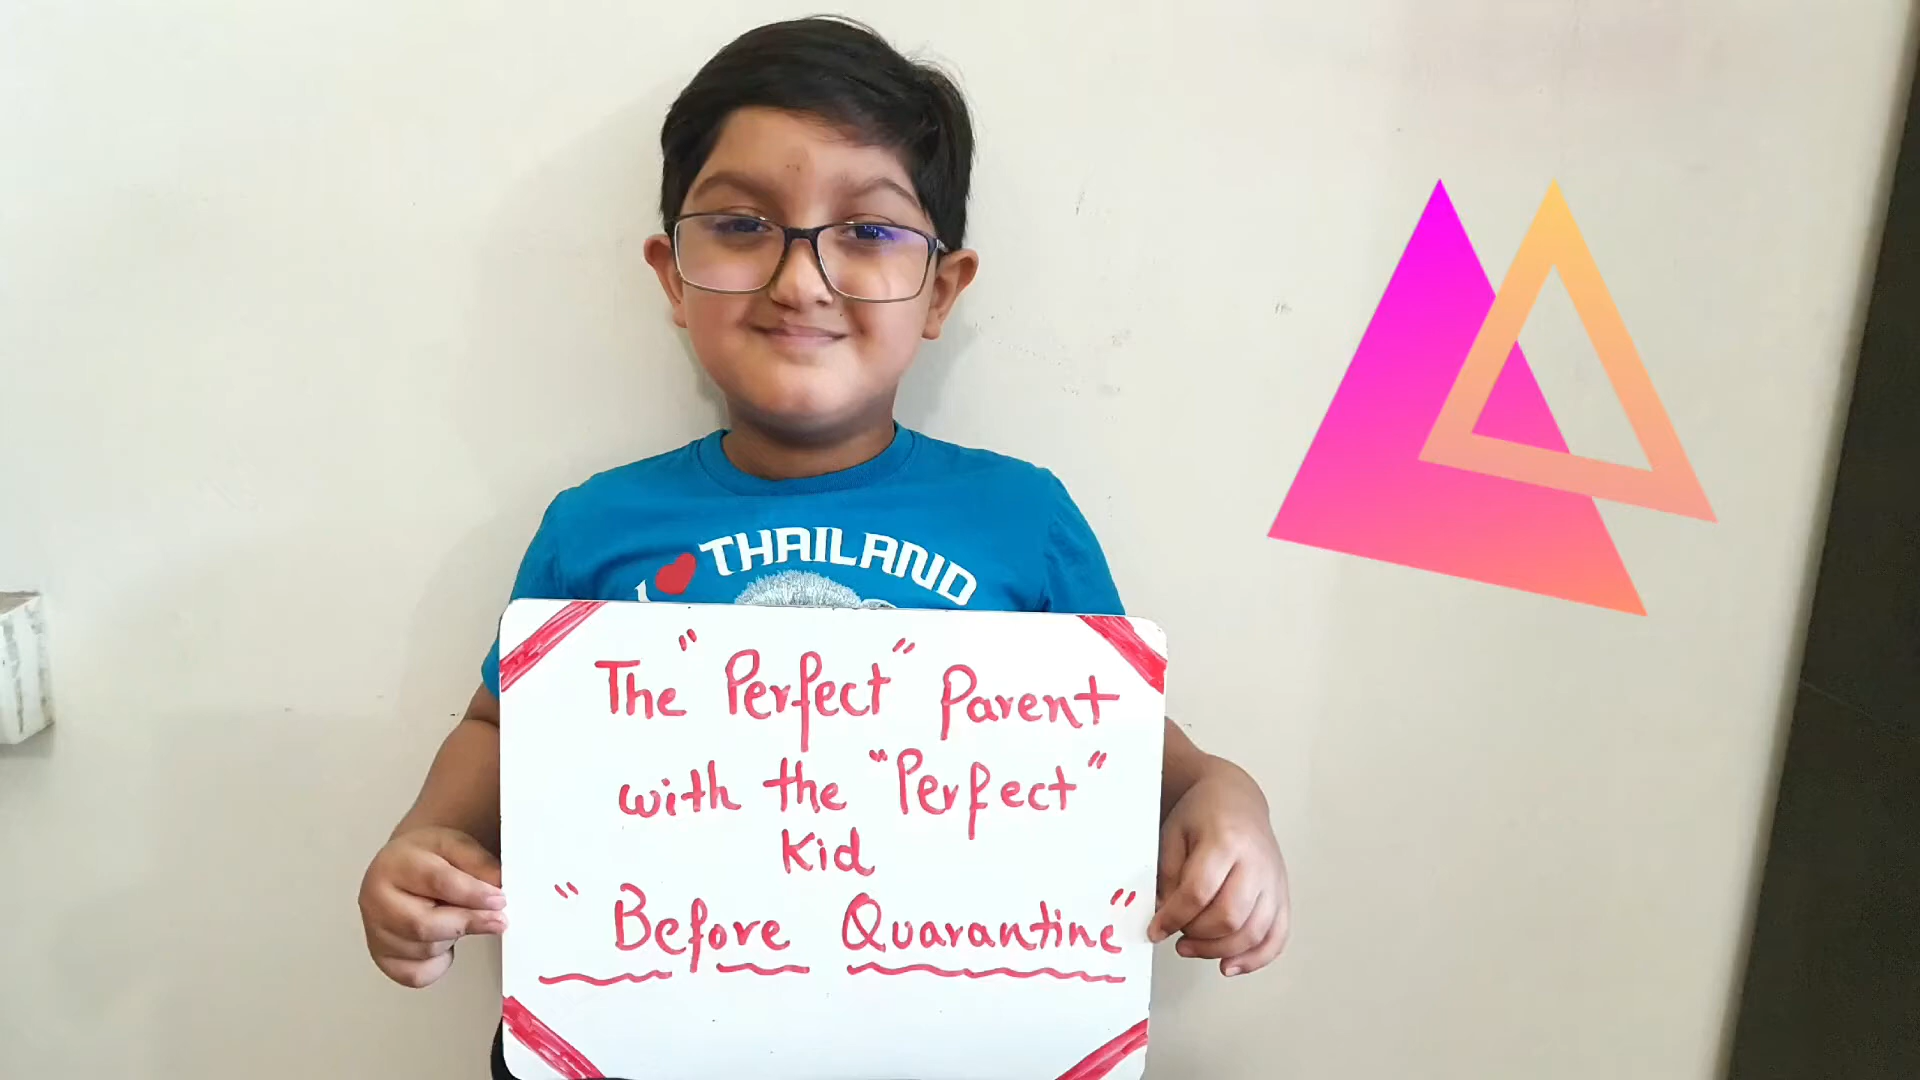 I ❤ THAILAND
The "Perfect" Parent
with the "Perfect"
Kid
"Before Quarantine"